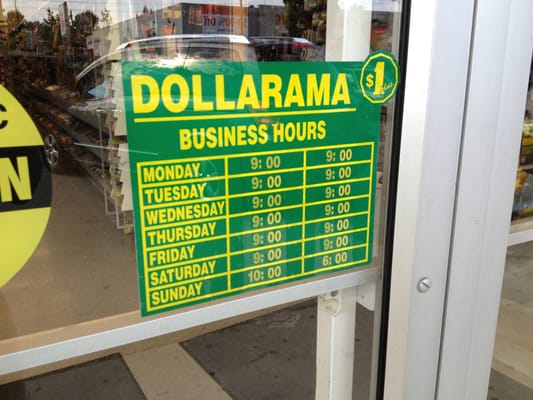 DOLLARAMA
$1
BUSINESS HOURS
MONDAY 9:00 9:00
TUESDAY 9:00 9:00
WEDNESDAY 9:00 9:00
THURSDAY 9:00 9:00
FRIDAY 9:00 9:00
SATURDAY 9:00 9:00
SUNDAY 10:00 6:00
C
N